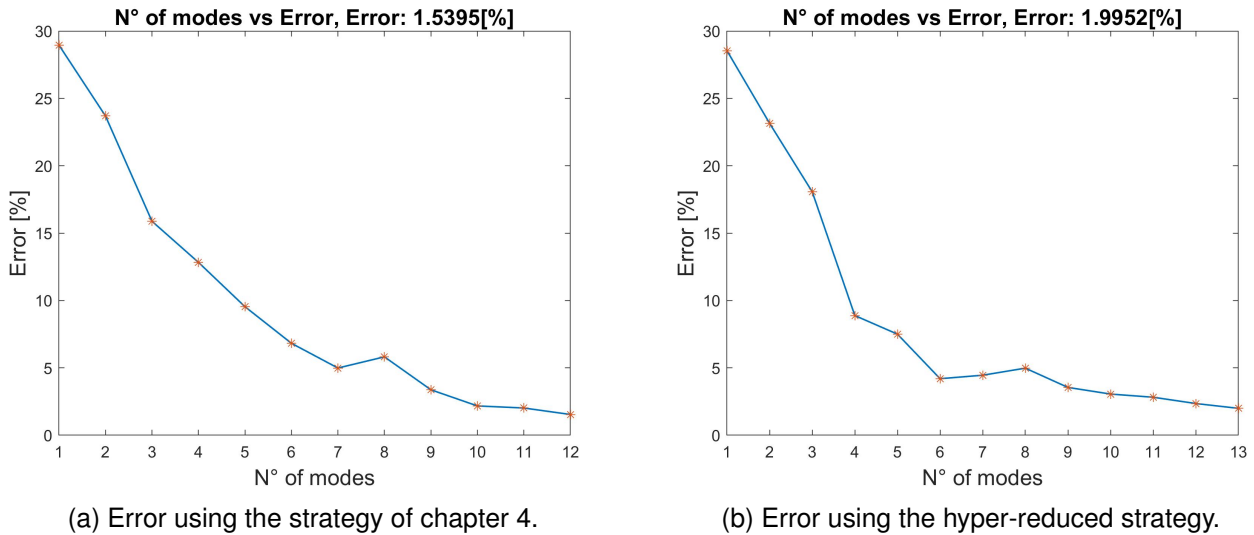 N° of modes vs Error, Error: 1.5395[%]
30
25
20
15
10
5
0
Error [%]
1 2 3 4 5 6 7 8 9 10 11 12
N° of modes
(a) Error using the strategy of chapter 4.
N° of modes vs Error, Error: 1.9952[%]
30
25
20
15
10
5
0
Error [%]
1 2 3 4 5 6 7 8 9 10 11 12 13
N° of modes
(b) Error using the hyper-reduced strategy.